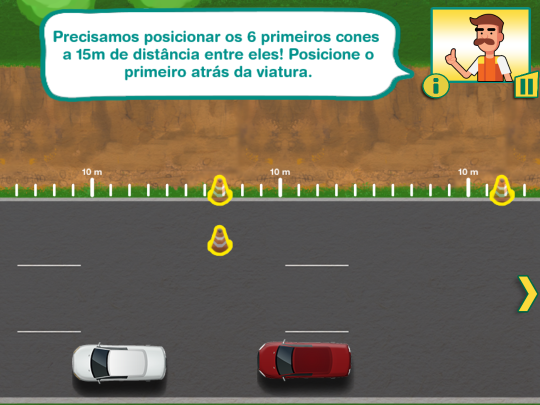 Precisamos posicionar os 6 primeiros cones
a 15m de distância entre eles! Posicione o
primeiro atrás da viatura.
i
10 m 10 m 10 m